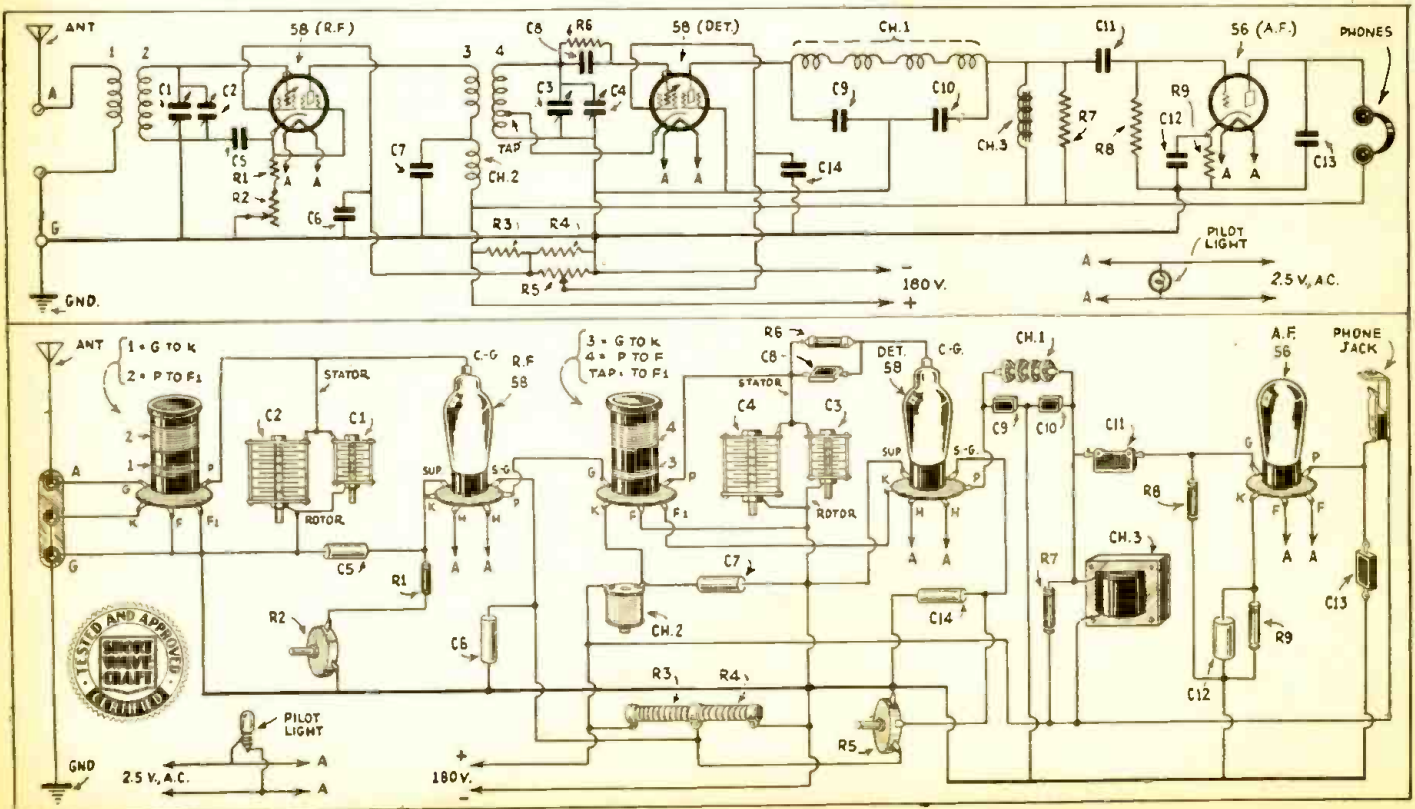 ANT
58 (R.F)
C8
R6
58 (DET.)
CH.1
C11
56 (A.F.)
PHONES
1
2
3
4
A
C1
C2
C3
C4
C9
C10
R9
C12
C5
R1
A
A
TAP
C7
CH.2
A
A
CH.3
R7
R8
A
A
C13
R2
C6
C14
G
R3
R4
R5
-
180 V.
+
PILOT
LIGHT
A
A
2.5 V., A.C.
GND.
ANT
1 = G TO K
2 = P TO F1
C.-G.
R.F
58
3 = G TO K
4 = P TO F
TAP = TO F1
R6
C8
DET.
58
C.-G.
CH.1
A.F.
56
PHONE
JACK
STATOR
STATOR
C2
C1
C4
C3
C9
C10
C11
2
1
4
3
A
G
P
SUP
S.-G.
G
P
SUP
S.-G.
P
G
P
K
F
F1
ROTOR
K
H
H
P
K
F
F1
ROTOR
K
H
H
R8
F
F
G
C5
R1
A
A
C7
A
A
CH.3
A
A
R7
C13
R2
C6
CH.2
C14
R9
C12
TESTED AND APPROVED
SHORT
WAVE
CRAFT
CERTIFIED
R3
R4
R5
PILOT
LIGHT
GND
2.5 V., A.C.
A
A
+
180V.
-